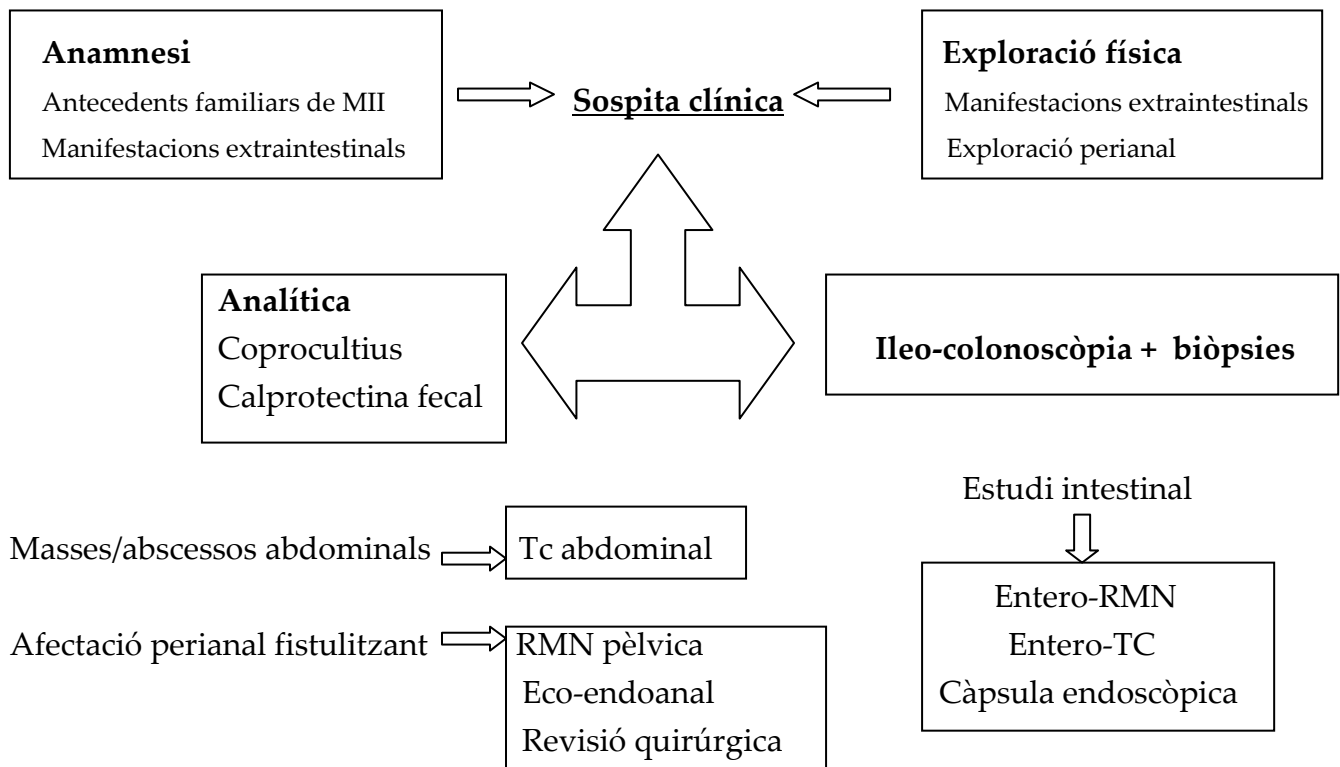 Anamnesi
Antecedents familiars de MII
Manifestacions extraintestinals
Sospita clínica
Exploració física
Manifestacions extraintestinals
Exploració perianal
Analítica
Coprocultius
Calprotectina fecal
Ileo-colonoscòpia + biòpsies
Masses/abscessos abdominals
Tc abdominal
Afectació perianal fistulitzant
RMN pèlvica
Eco-endoanal
Revisió quirúrgica
Estudi intestinal
Entero-RMN
Entero-TC
Càpsula endoscòpica